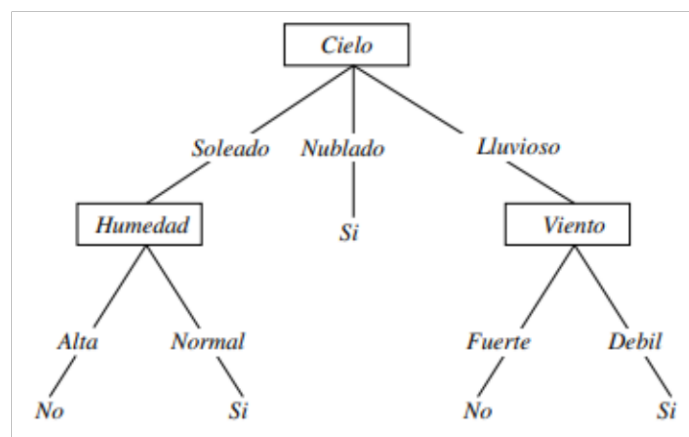 Cielo
Soleado Nublado Lluvioso
Humedad Si Viento
Alta Normal Fuerte Debil
No Si No Si